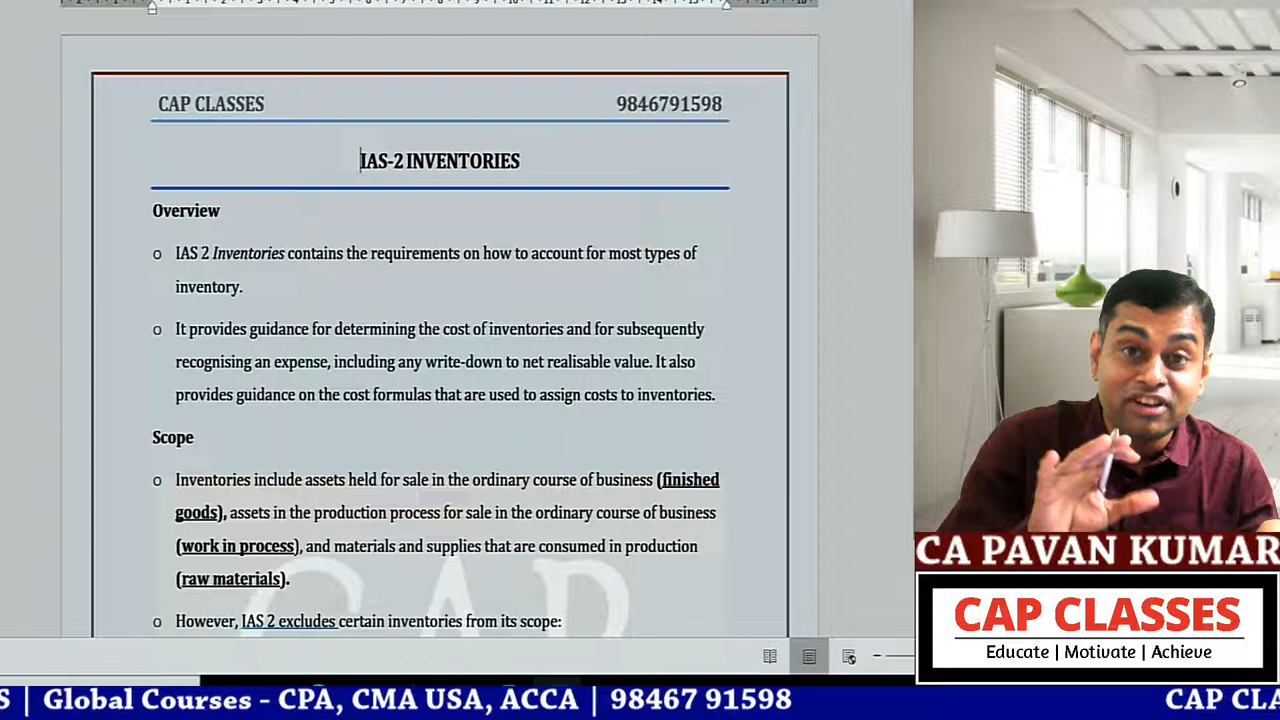 CAP CLASSES 9846791598
IAS-2 INVENTORIES
Overview
o IAS 2 Inventories contains the requirements on how to account for most types of
inventory.
o It provides guidance for determining the cost of inventories and for subsequently
recognising an expense, including any write-down to net realisable value. It also
provides guidance on the cost formulas that are used to assign costs to inventories.
Scope
o Inventories include assets held for sale in the ordinary course of business (finished
goods), assets in the production process for sale in the ordinary course of business
(work in process), and materials and supplies that are consumed in production
(raw materials).
o However, IAS 2 excludes certain inventories from its scope:
CAP
CA PAVAN KUMAR
CAP CLASSES
Educate | Motivate | Achieve
S | Global Courses - CPA, CMA USA, ACCA | 98467 91598 CAP CLA